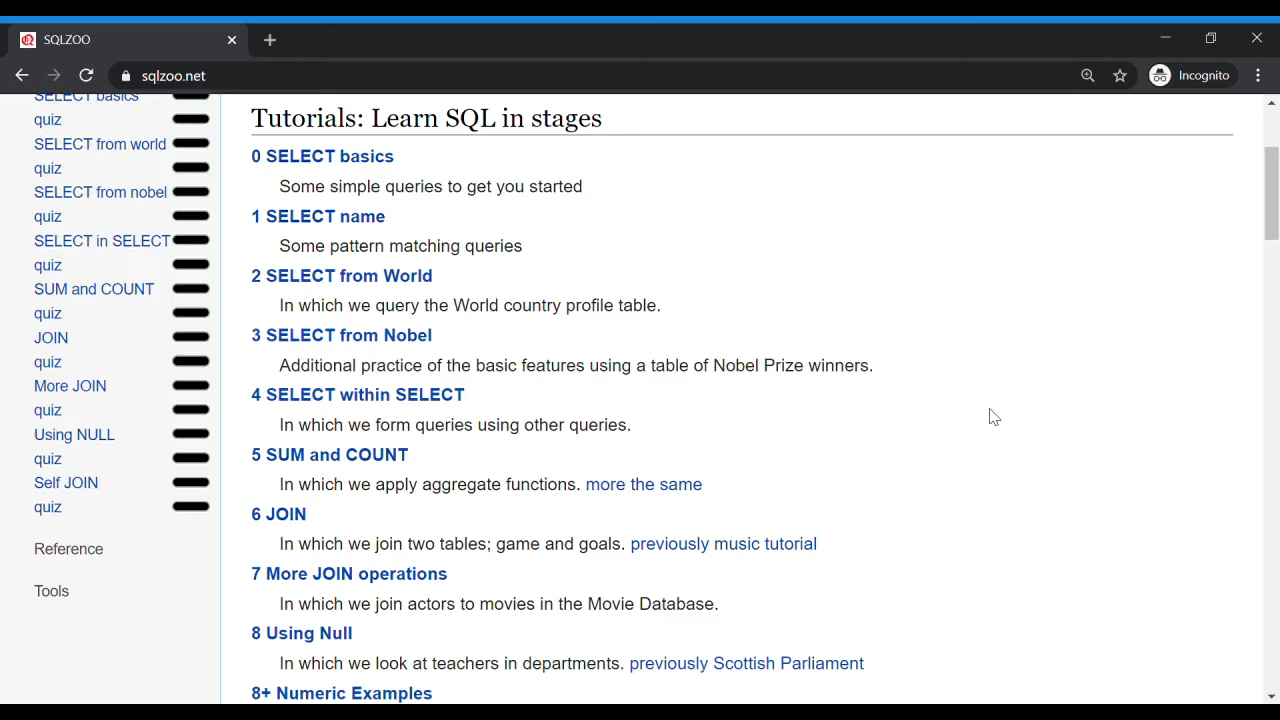 SQLZOO
sqlzoo.net
Incognito
SELECT basics
quiz
SELECT from world
quiz
SELECT from nobel
quiz
SELECT in SELECT
quiz
SUM and COUNT
quiz
JOIN
quiz
More JOIN
quiz
Using NULL
quiz
Self JOIN
quiz
Reference
Tools
Tutorials: Learn SQL in stages
0 SELECT basics
Some simple queries to get you started
1 SELECT name
Some pattern matching queries
2 SELECT from World
In which we query the World country profile table.
3 SELECT from Nobel
Additional practice of the basic features using a table of Nobel Prize winners.
4 SELECT within SELECT
In which we form queries using other queries.
5 SUM and COUNT
In which we apply aggregate functions. more the same
6 JOIN
In which we join two tables; game and goals. previously music tutorial
7 More JOIN operations
In which we join actors to movies in the Movie Database.
8 Using Null
In which we look at teachers in departments. previously Scottish Parliament
8+ Numeric Examples